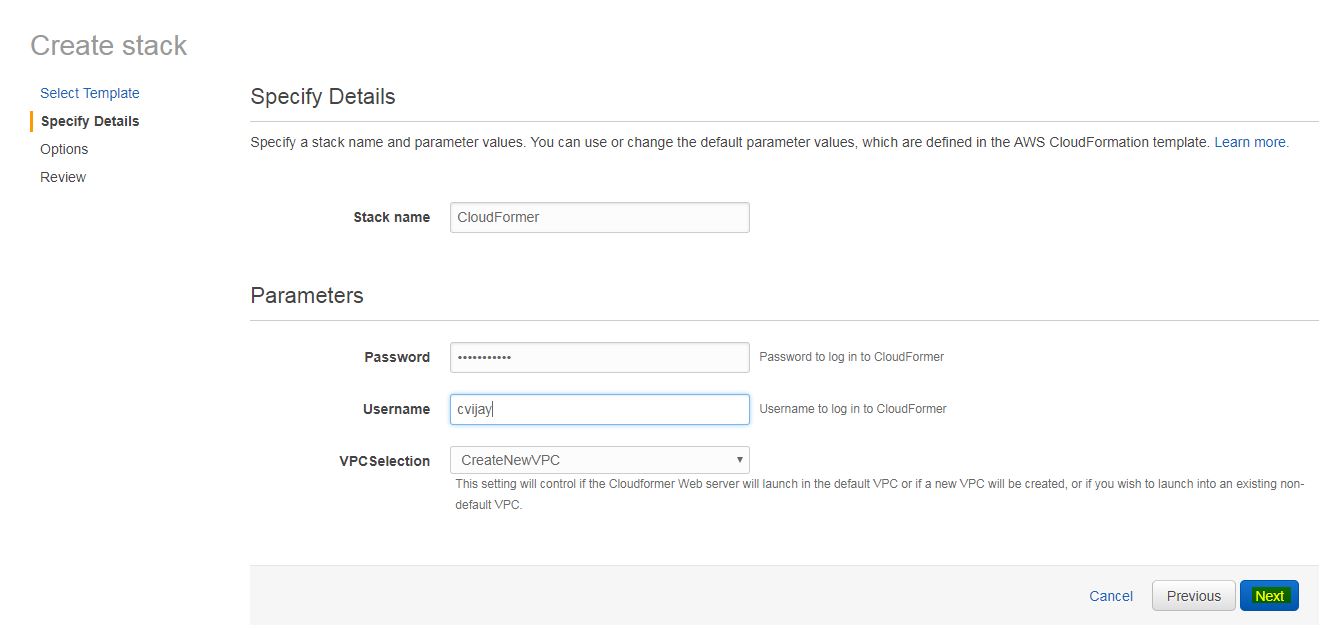 Create stack
Select Template
Specify Details
Options
Review
Specify Details
Specify a stack name and parameter values. You can use or change the default parameter values, which are defined in the AWS CloudFormation template. Learn more.
Stack name CloudFormer
Parameters
Password ••••••••••• Password to log in to CloudFormer
Username cvijay Username to log in to CloudFormer
VPCSelection CreateNewVPC
This setting will control if the Cloudformer Web server will launch in the default VPC or if a new VPC will be created, or if you wish to launch into an existing non-
default VPC.
Cancel Previous Next